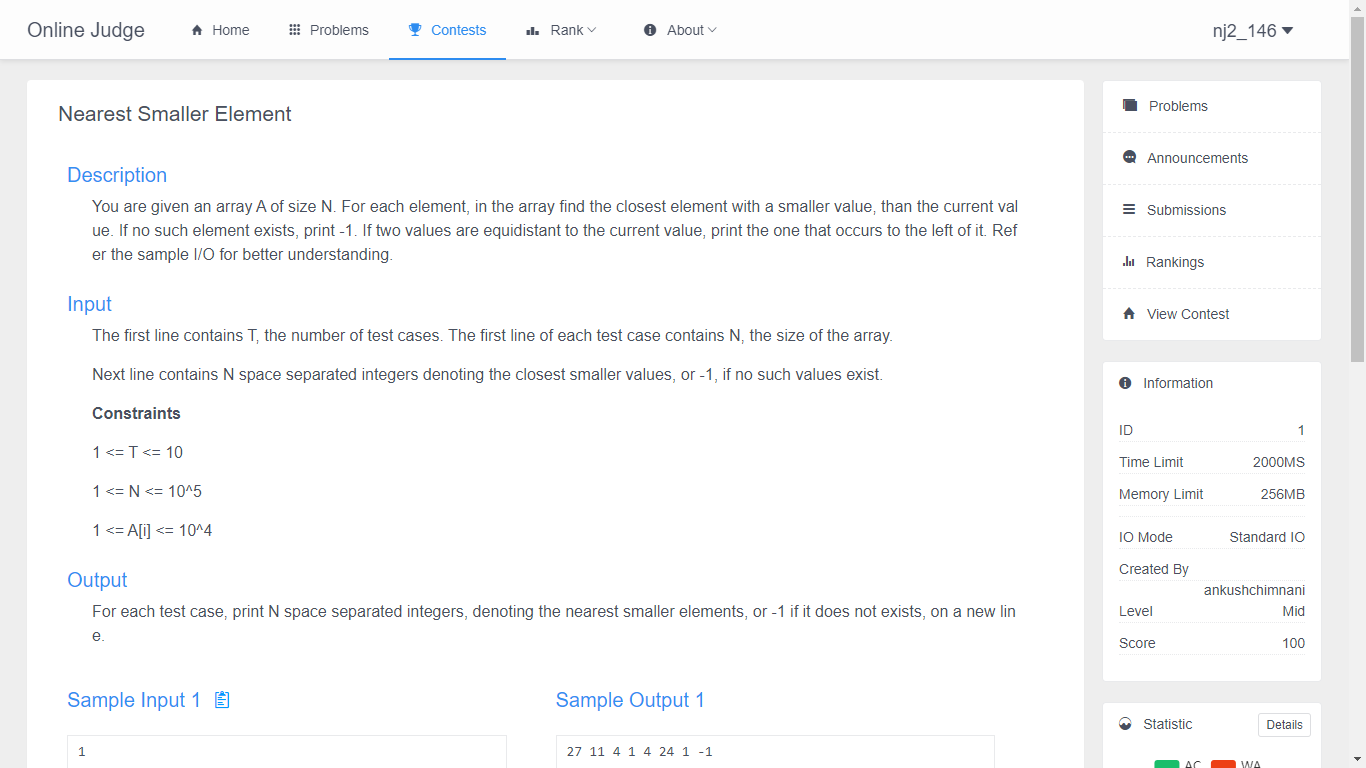 Online Judge
Home
Problems
Contests
Rank
About
nj2_146
Nearest Smaller Element
Description
You are given an array A of size N. For each element, in the array find the closest element with a smaller value, than the current val
ue. If no such element exists, print -1. If two values are equidistant to the current value, print the one that occurs to the left of it. Ref
er the sample I/O for better understanding.
Input
The first line contains T, the number of test cases. The first line of each test case contains N, the size of the array.
Next line contains N space separated integers denoting the closest smaller values, or -1, if no such values exist.
Constraints
1 <= T <= 10
1 <= N <= 10^5
1 <= A[i] <= 10^4
Output
For each test case, print N space separated integers, denoting the nearest smaller elements, or -1 if it does not exists, on a new lin
e.
Sample Input 1
1
Sample Output 1
27 11 4 1 4 24 1 -1
Problems
Announcements
Submissions
Rankings
View Contest
Information
ID 1
Time Limit 2000MS
Memory Limit 256MB
IO Mode Standard IO
Created By
ankushchimnani
Level Mid
Score 100
Statistic Details
AC WA